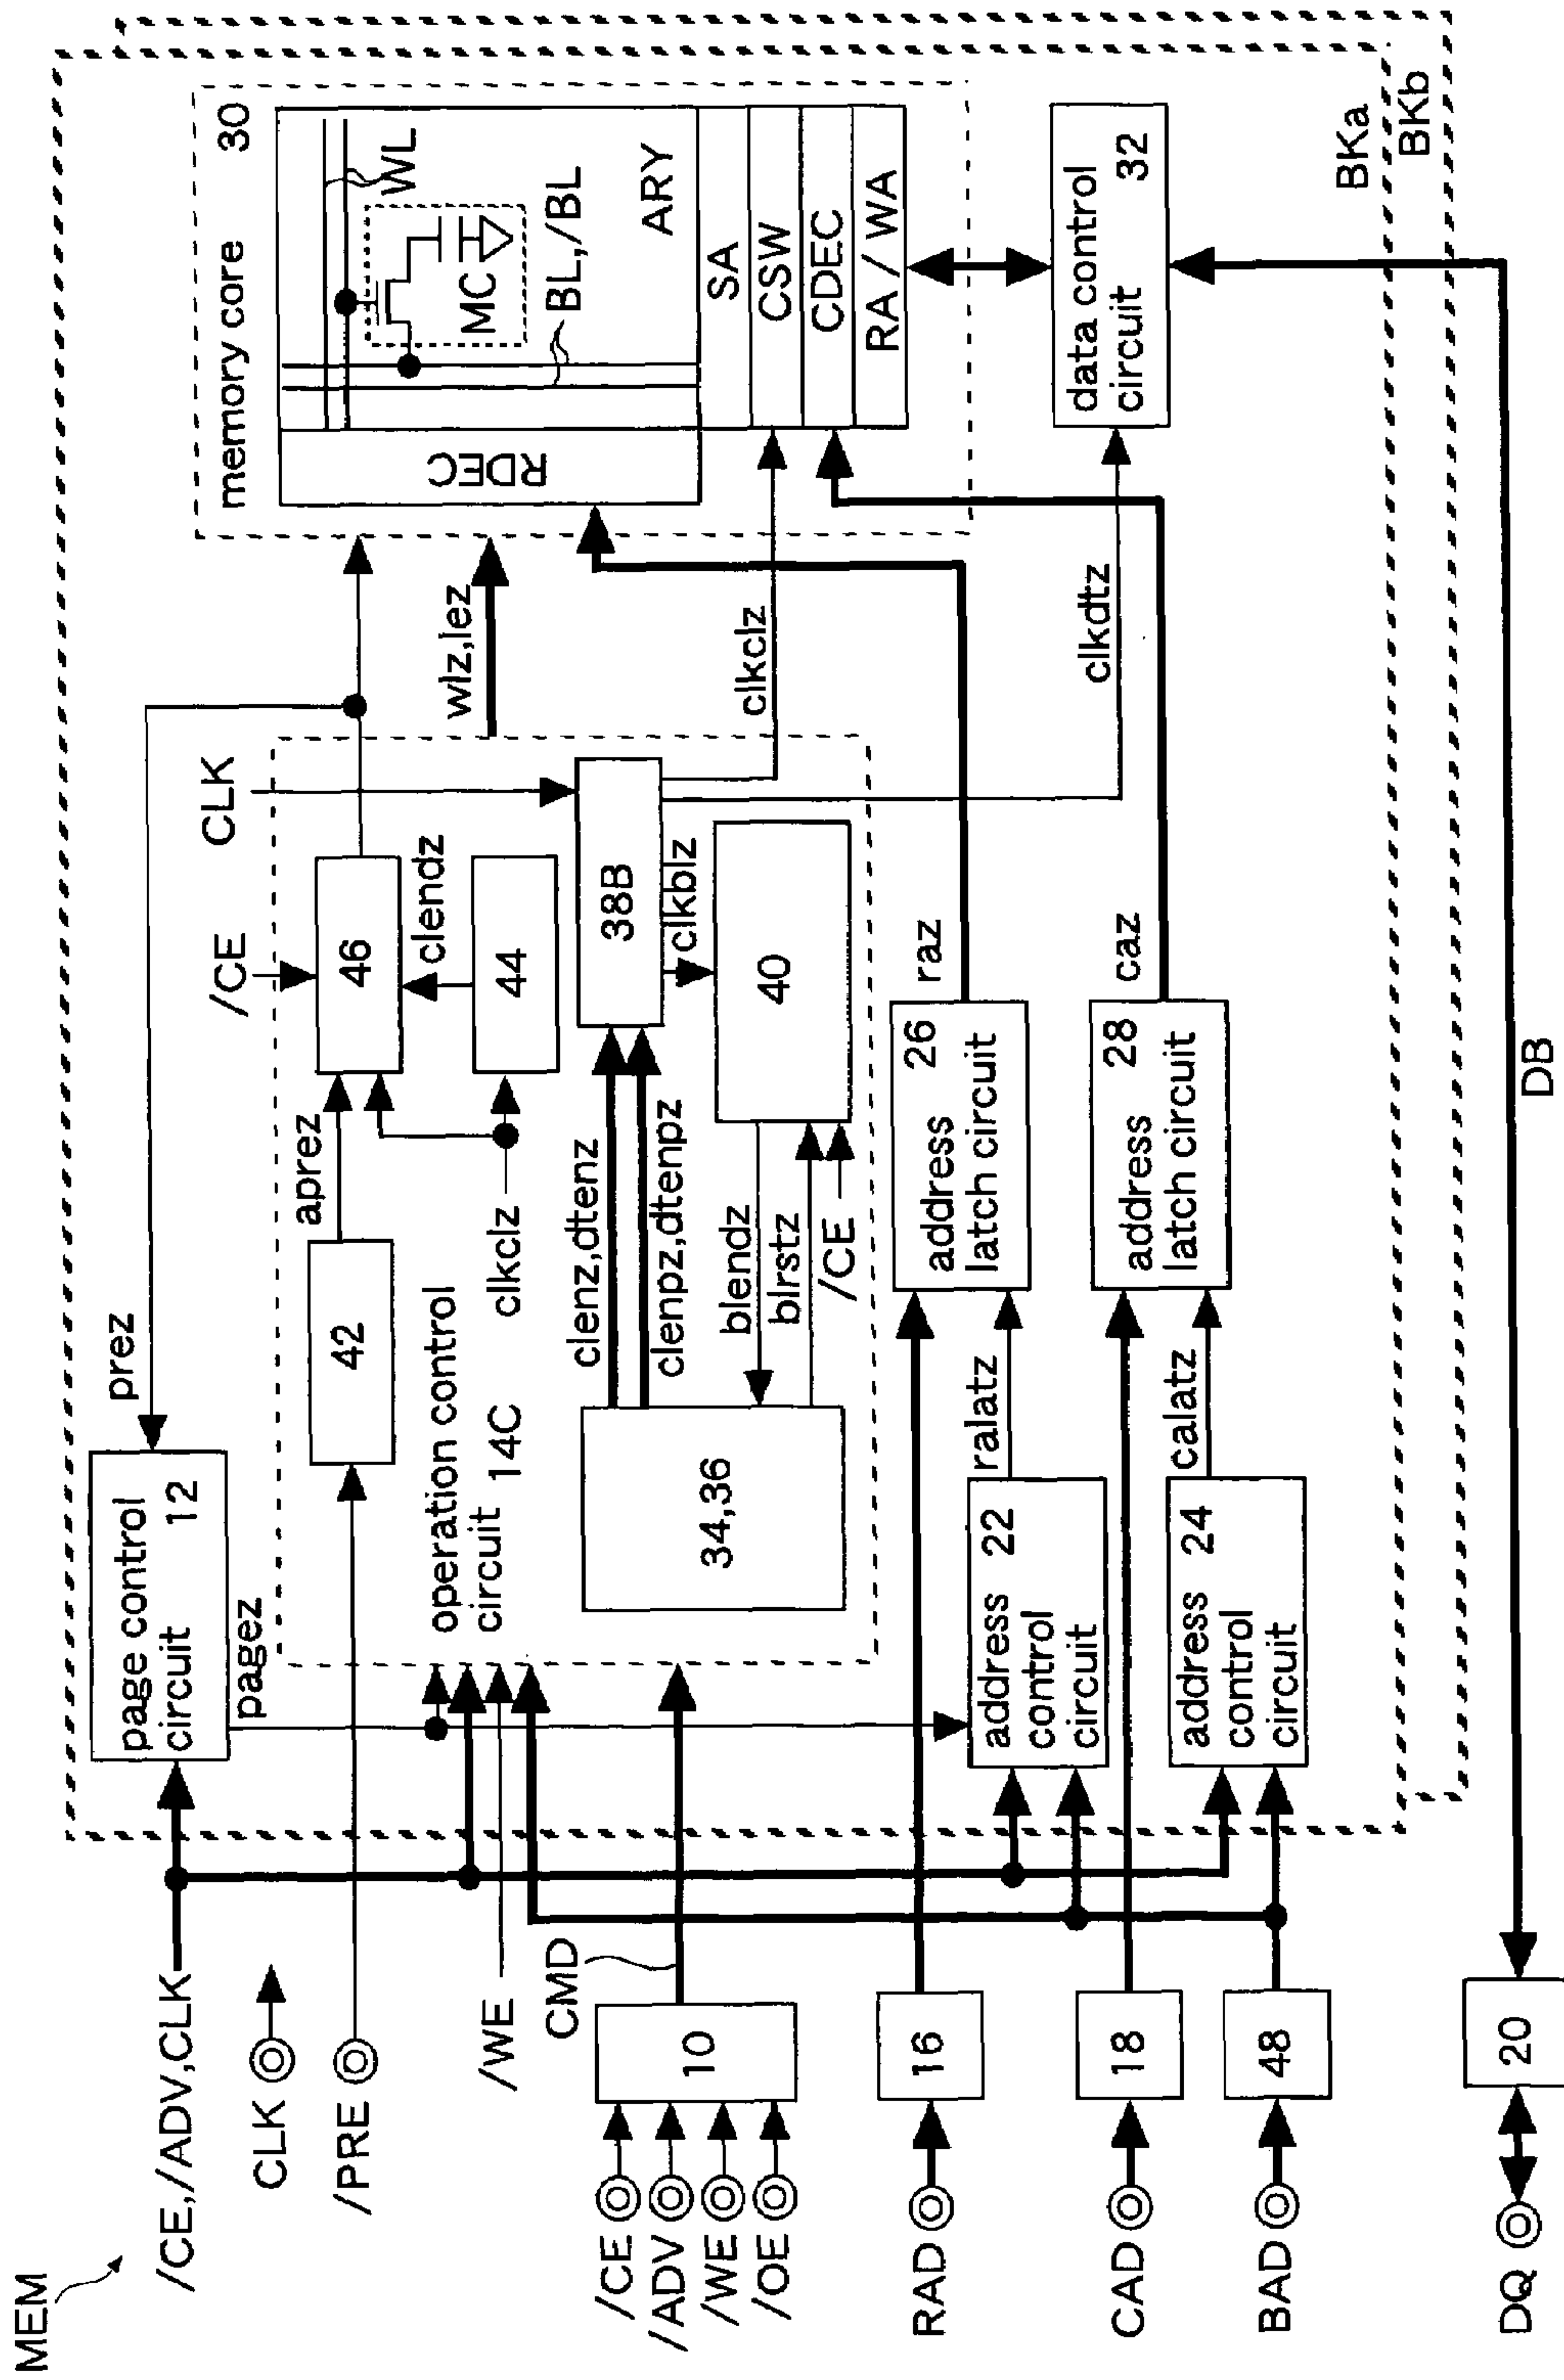 MEM
/CE,/ADV,CLK
CLK
/PRE
/WE
CMD
/CE
/ADV
/WE
/OE
10
RAD
16
CAD
18
BAD
48
DQ
20
DB
page control
circuit 12
pagez
prez
operation control
circuit 14C
42
aprez
/CE
46
CLK
clendz
44
clkclz
34,36
clenz,dtenz
clenpz,dtenpz
38B
clkblz
blendz
blrstz
/CE
40
wlz,lez
clkclz
clkdtz
address 22
control
circuit
ralatz
address 26
latch circuit
raz
address 24
control
circuit
calatz
address 28
latch circuit
caz
memory core 30
RDEC
WL
MC
BL,/BL
ARY
SA
CSW
CDEC
RA / WA
data control
circuit 32
BKa
BKb